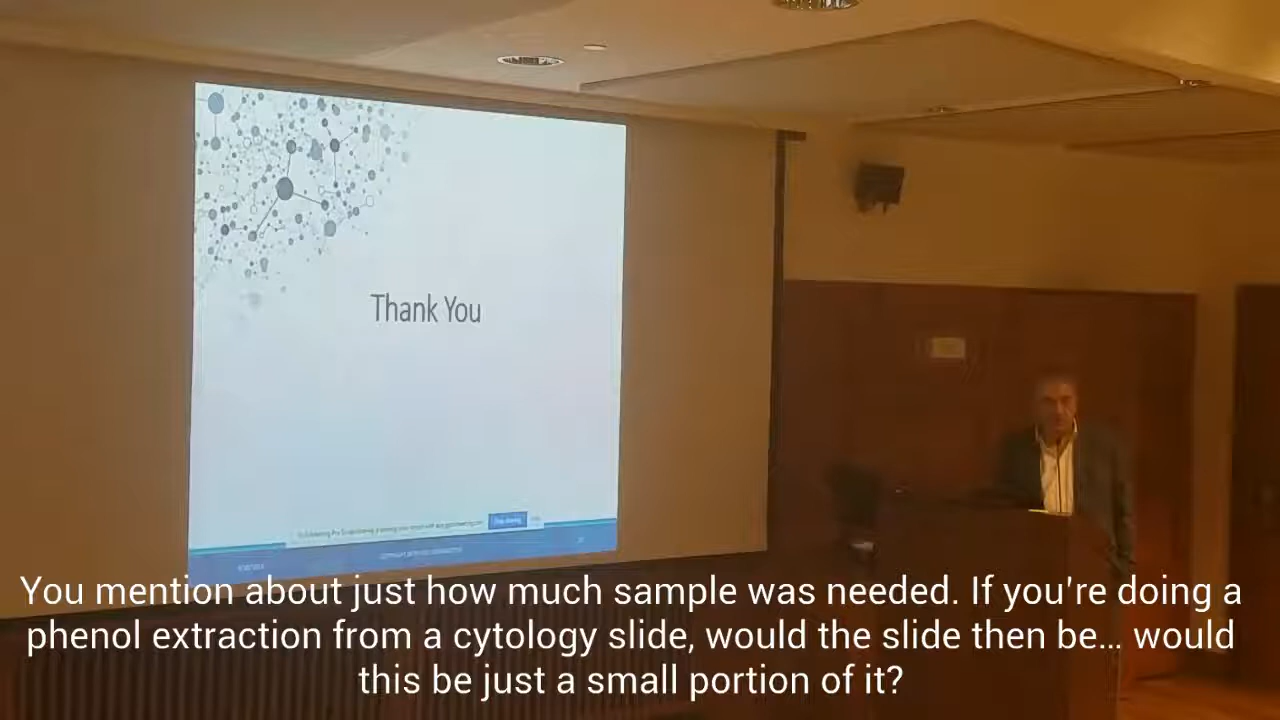 Thank You
You mention about just how much sample was needed. If you're doing a
phenol extraction from a cytology slide, would the slide then be... would
this be just a small portion of it?